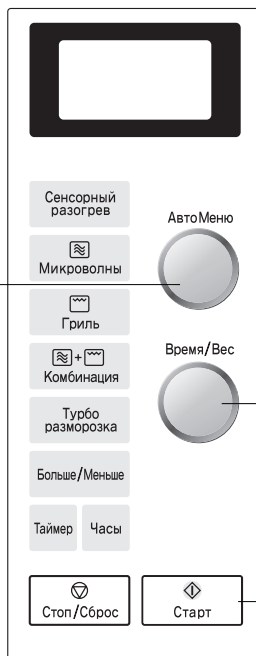 Сенсорный
разогрев
АвтоМеню
Микроволны
Гриль
Время/Вес
Комбинация
Турбо
разморозка
Больше/Меньше
Таймер
Часы
Стоп/Сброс
Старт